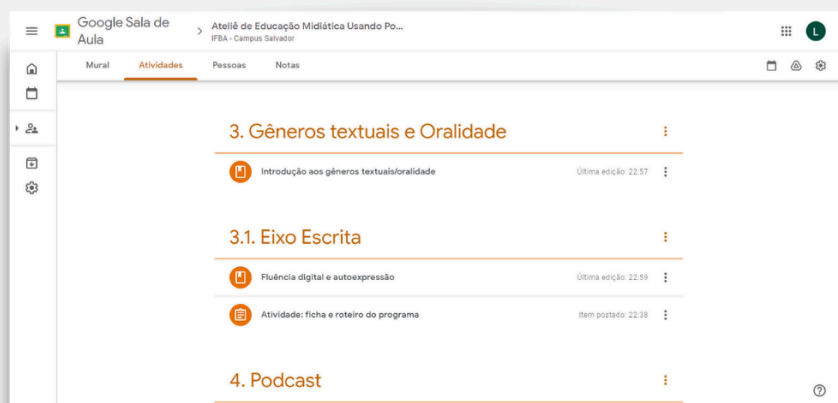 Google Sala de
Aula
Ateliê de Educação Midiática Usando Po...
IFBA - Campus Salvador
L
Mural Atividades Pessoas Notas
3. Gêneros textuais e Oralidade
Introdução aos gêneros textuais/oralidade Última edição: 22:57
3.1. Eixo Escrita
Fluência digital e autoexpressão Última edição: 22:59
Atividade: ficha e roteiro do programa Item postado: 22:38
4. Podcast